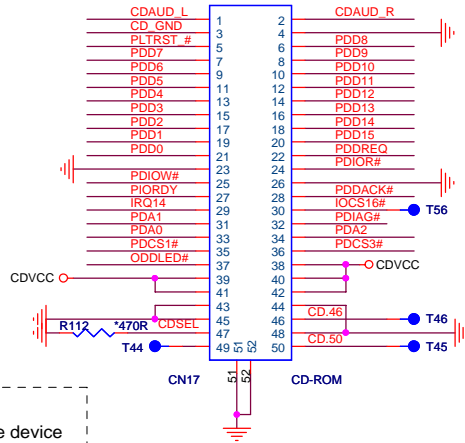 CDAUD_L 1 2 CDAUD_R
CD_GND 3 4
PLTRST_# 5 6 PDD8
PDD7 7 8 PDD9
PDD6 9 10 PDD10
PDD5 11 12 PDD11
PDD4 13 14 PDD12
PDD3 15 16 PDD13
PDD2 17 18 PDD14
PDD1 19 20 PDD15
PDD0 21 22 PDDREQ
23 24 PDIOR#
PDIOW# 25 26
PIORDY 27 28 PDDACK#
IRQ14 29 30 IOCS16# T56
PDA1 31 32 PDIAG#
PDA0 33 34 PDA2
PDCS1# 35 36 PDCS3#
ODDLED# 37 38 CDVCC
CDVCC 39 40
41 42
43 44
R112 *470R CDSEL 45 46 CD.46 T46
47 48
T44 49 50 CD.50 T45
51 52
CN17 51 52 CD-ROM
e device